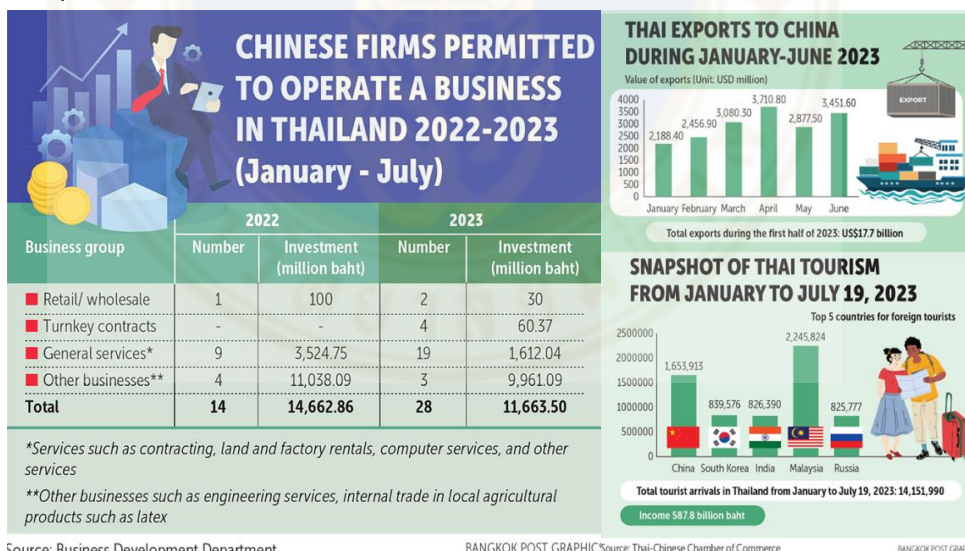 CHINESE FIRMS PERMITTED
TO OPERATE A BUSINESS
IN THAILAND 2022-2023
(January - July)
2022 2023
Business group Number Investment (million baht) Number Investment (million baht)
Retail/ wholesale 1 100 2 30
Turnkey contracts - - 4 60.37
General services* 9 3,524.75 19 1,612.04
Other businesses** 4 11,038.09 3 9,961.09
Total 14 14,662.86 28 11,663.50
*Services such as contracting, land and factory rentals, computer services, and other
services
**Other businesses such as engineering services, internal trade in local agricultural
products such as latex
Source: Business Development Department
BANGKOK POST GRAPHIC
THAI EXPORTS TO CHINA
DURING JANUARY-JUNE 2023
Value of exports (Unit: USD million)
4000
3500
3000
2500
2000
1500
1000
500
0
2,188.40
2,456.90
3,080.30
3,710.80
2,877.50
3,451.60
January February March April May June
EXPORT
Total exports during the first half of 2023: US$17.7 billion
SNAPSHOT OF THAI TOURISM
FROM JANUARY TO JULY 19, 2023
Top 5 countries for foreign tourists
2500000
2000000
1500000
1000000
500000
0
1,653,913
839,576
826,390
2,245,824
825,777
China South Korea India Malaysia Russia
Total tourist arrivals in Thailand from January to July 19, 2023: 14,151,990
Income 587.8 billion baht
Source: Thai-Chinese Chamber of Commerce
BANGKOK POST